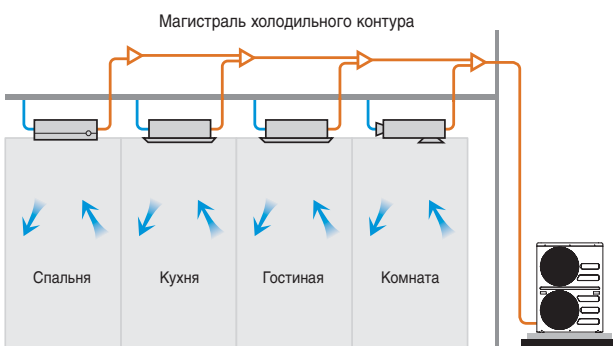 Магистраль холодильного контура
Спальня
Кухня
Гостиная
Комната